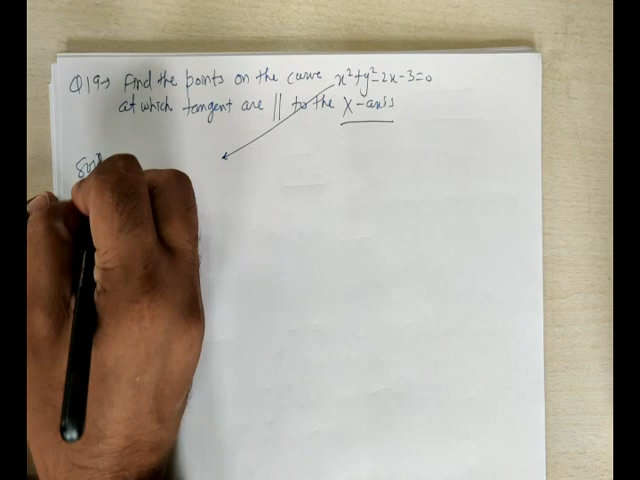 Q19→ Find the points on the curve x²+y²-2x-3=0
at which tangent are || to the X-axis
Solⁿ